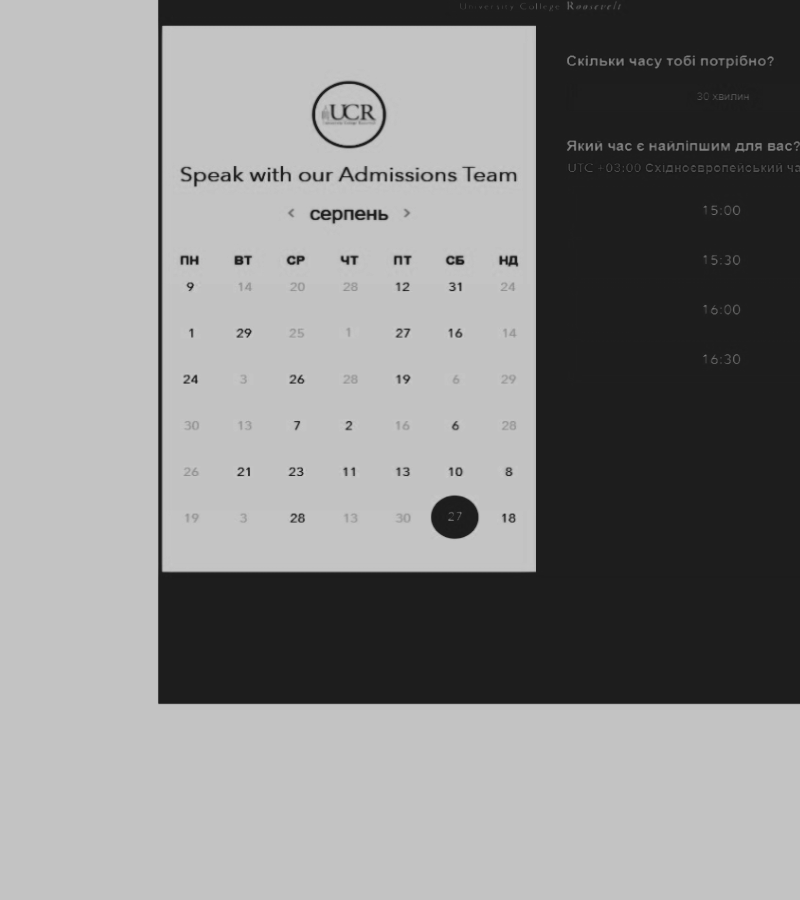 University College Roosevelt
UCR
Speak with our Admissions Team
< серпень >
ПН ВТ СР ЧТ ПТ СБ НД
9 14 20 28 12 31 24
1 29 25 1 27 16 14
24 3 26 28 19 6 29
30 13 7 2 16 6 28
26 21 23 11 13 10 8
19 3 28 13 30 27 18
Скільки часу тобі потрібно?
30 хвилин
Який час є найліпшим для вас?
UTC +03:00 Східноєвропейський ча
15:00
15:30
16:00
16:30